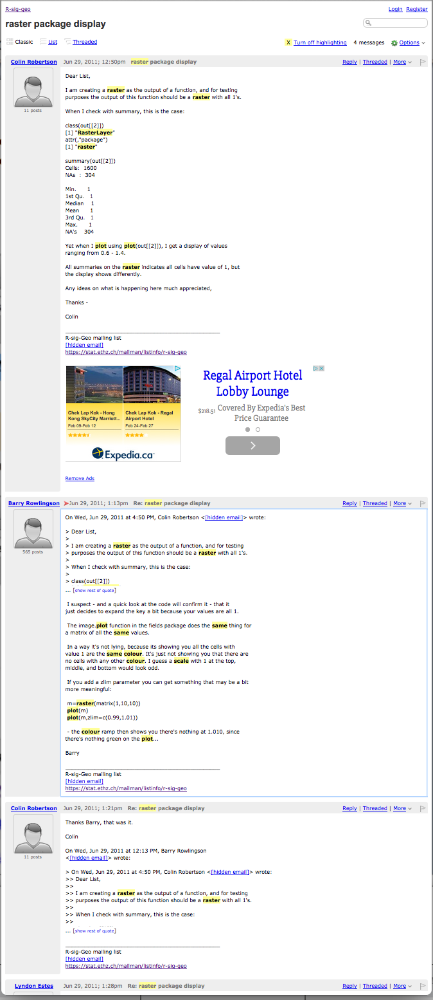 R-sig-geo
Login Register
raster package display
Classic List Threaded
X Turn off highlighting 4 messages Options
Colin Robertson Jun 29, 2011; 12:50pm raster package display Reply | Threaded | More
11 posts
Dear List,
I am creating a raster as the output of a function, and for testing
purposes the output of this function should be a raster with all 1's.
When I check with summary, this is the case:
class(out[[2]])
[1] "RasterLayer"
attr(,"package")
[1] "raster"
summary(out[[2]])
Cells: 1600
NAs : 304
Min. 1
1st Qu. 1
Median 1
Mean 1
3rd Qu. 1
Max. 1
NA's 304
Yet when I plot using plot(out[[2]]), I get a display of values
ranging from 0.6 - 1.4.
All summaries on the raster indicates all cells have value of 1, but
the display shows differently.
Any ideas on what is happening here much appreciated,
Thanks -
Colin
_______________________________________________
R-sig-Geo mailing list
[hidden email]
https://stat.ethz.ch/mailman/listinfo/r-sig-geo
Chek Lap Kok - Hong
Kong SkyCity Marriott...
Feb 09-Feb 12
Chek Lap Kok - Regal
Airport Hotel
Feb 24-Feb 27
Expedia.ca
Regal Airport Hotel
Lobby Lounge
$218.51 Covered By Expedia's Best
Price Guarantee
Remove Ads
Barry Rowlingson Jun 29, 2011; 1:13pm Re: raster package display Reply | Threaded | More
565 posts
On Wed, Jun 29, 2011 at 4:50 PM, Colin Robertson <[hidden email]> wrote:
> Dear List,
>
> I am creating a raster as the output of a function, and for testing
> purposes the output of this function should be a raster with all 1's.
>
> When I check with summary, this is the case:
>
> class(out[[2]])
... [show rest of quote]
I suspect - and a quick look at the code will confirm it - that it
just decides to expand the key a bit because your values are all 1.
The image.plot function in the fields package does the same thing for
a matrix of all the same values.
In a way it's not lying, because its showing you all the cells with
value 1 are the same colour. It's just not showing you that there are
no cells with any other colour. I guess a scale with 1 at the top,
middle, and bottom would look odd.
If you add a zlim parameter you can get something that may be a bit
more meaningful:
m=raster(matrix(1,10,10))
plot(m)
plot(m,zlim=c(0.99,1.01))
- the colour ramp then shows you there's nothing at 1.010, since
there's nothing green on the plot...
Barry
_______________________________________________
R-sig-Geo mailing list
[hidden email]
https://stat.ethz.ch/mailman/listinfo/r-sig-geo
Colin Robertson Jun 29, 2011; 1:21pm Re: raster package display Reply | Threaded | More
11 posts
Thanks Barry, that was it.
Colin
On Wed, Jun 29, 2011 at 12:13 PM, Barry Rowlingson
<[hidden email]> wrote:
> On Wed, Jun 29, 2011 at 4:50 PM, Colin Robertson <[hidden email]> wrote:
>> Dear List,
>>
>> I am creating a raster as the output of a function, and for testing
>> purposes the output of this function should be a raster with all 1's.
>>
>> When I check with summary, this is the case:
>>
... [show rest of quote]
_______________________________________________
R-sig-Geo mailing list
[hidden email]
https://stat.ethz.ch/mailman/listinfo/r-sig-geo
Lyndon Estes Jun 29, 2011; 1:28pm Re: raster package display Reply | Threaded | More